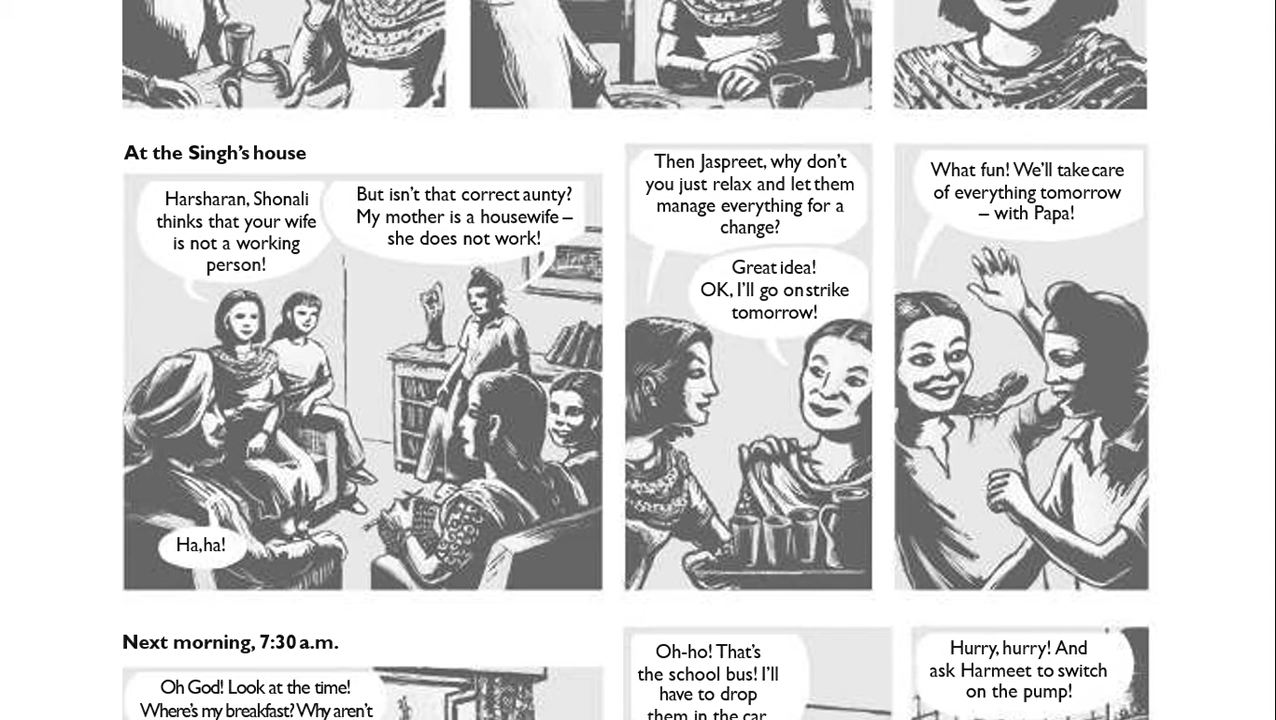 At the Singh's house
Harsharan, Shonali
thinks that your wife
is not a working
person!
But isn't that correct aunty?
My mother is a housewife –
she does not work!
Ha, ha!
Then Jaspreet, why don't
you just relax and let them
manage everything for a
change?
Great idea!
OK, I'll go on strike
tomorrow!
What fun! We'll take care
of everything tomorrow
– with Papa!
Next morning, 7:30 a.m.
Oh God! Look at the time!
Where's my breakfast? Why aren't
Oh-ho! That's
the school bus! I'll
have to drop
them in the car.
Hurry, hurry! And
ask Harmeet to switch
on the pump!